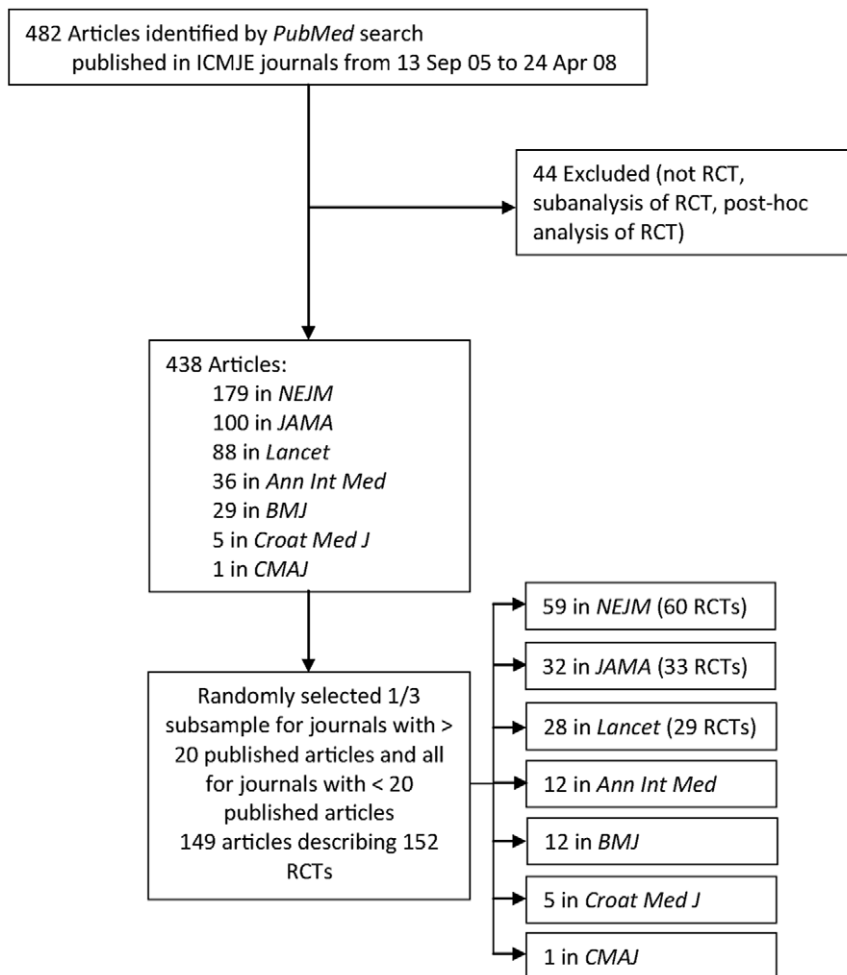 482 Articles identified by PubMed search
published in ICMJE journals from 13 Sep 05 to 24 Apr 08
44 Excluded (not RCT,
subanalysis of RCT, post-hoc
analysis of RCT)
438 Articles:
179 in NEJM
100 in JAMA
88 in Lancet
36 in Ann Int Med
29 in BMJ
5 in Croat Med J
1 in CMAJ
Randomly selected 1/3
subsample for journals with >
20 published articles and all
for journals with < 20
published articles
149 articles describing 152
RCTs
59 in NEJM (60 RCTs)
32 in JAMA (33 RCTs)
28 in Lancet (29 RCTs)
12 in Ann Int Med
12 in BMJ
5 in Croat Med J
1 in CMAJ